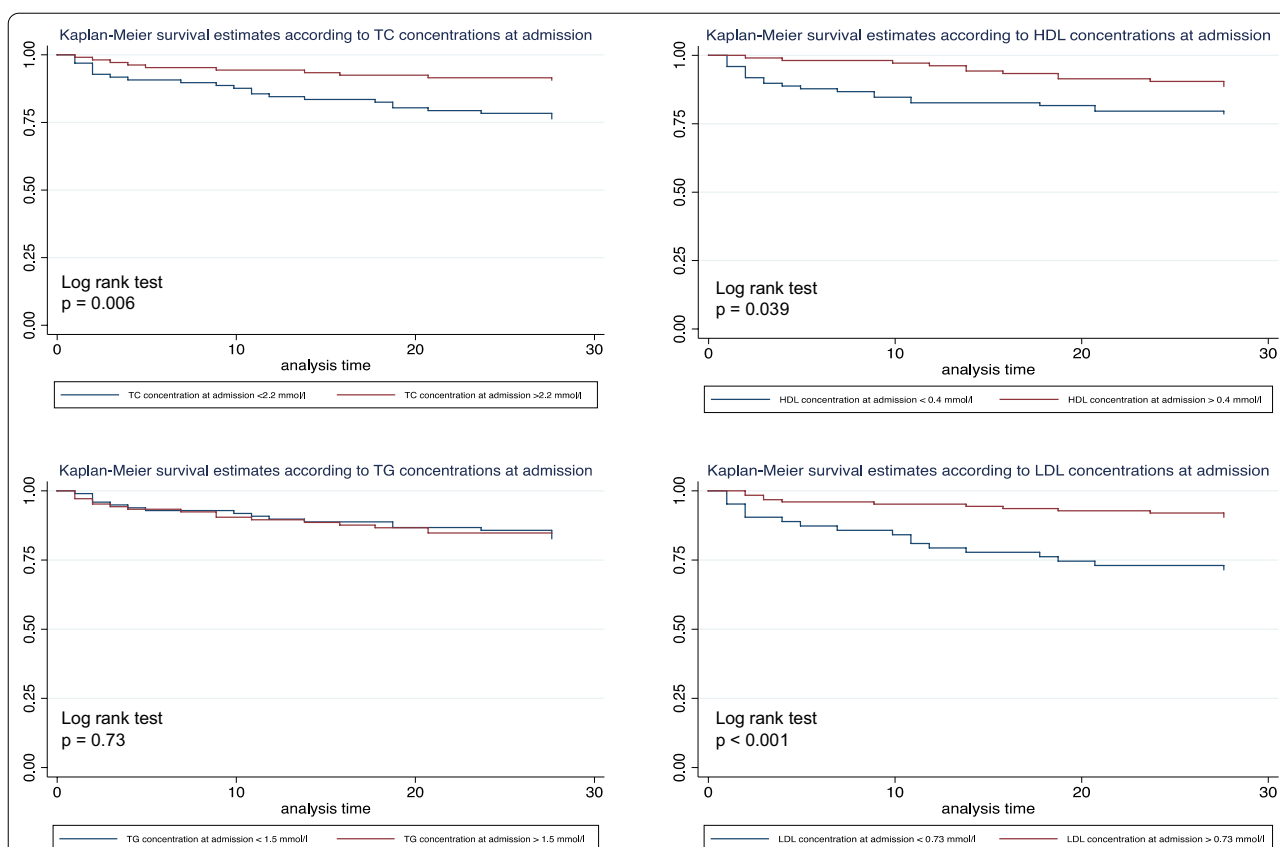 Kaplan-Meier survival estimates according to TC concentrations at admission
1.00
0.75
0.50
0.25
0.00
Log rank test
p = 0.006
0 10 20 30
analysis time
TC concentration at admission <2.2 mmol/l TC concentration at admission >2.2 mmol/l
Kaplan-Meier survival estimates according to HDL concentrations at admission
1.00
0.75
0.50
0.25
0.00
Log rank test
p = 0.039
0 10 20 30
analysis time
HDL concentration at admission < 0.4 mmol/l HDL concentration at admission > 0.4 mmol/l
Kaplan-Meier survival estimates according to TG concentrations at admission
1.00
0.75
0.50
0.25
0.00
Log rank test
p = 0.73
0 10 20 30
analysis time
TG concentration at admission < 1.5 mmol/l TG concentration at admission > 1.5 mmol/l
Kaplan-Meier survival estimates according to LDL concentrations at admission
1.00
0.75
0.50
0.25
0.00
Log rank test
p < 0.001
0 10 20 30
analysis time
LDL concentration at admission < 0.73 mmol/l LDL concentration at admission > 0.73 mmol/l